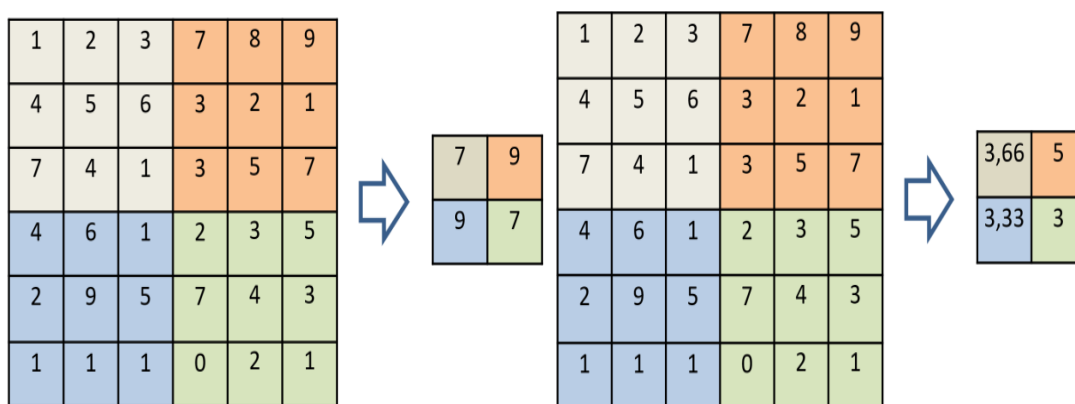 1 2 3 7 8 9
4 5 6 3 2 1
7 4 1 3 5 7
4 6 1 2 3 5
2 9 5 7 4 3
1 1 1 0 2 1
7 9
9 7
1 2 3 7 8 9
4 5 6 3 2 1
7 4 1 3 5 7
4 6 1 2 3 5
2 9 5 7 4 3
1 1 1 0 2 1
3,66 5
3,33 3